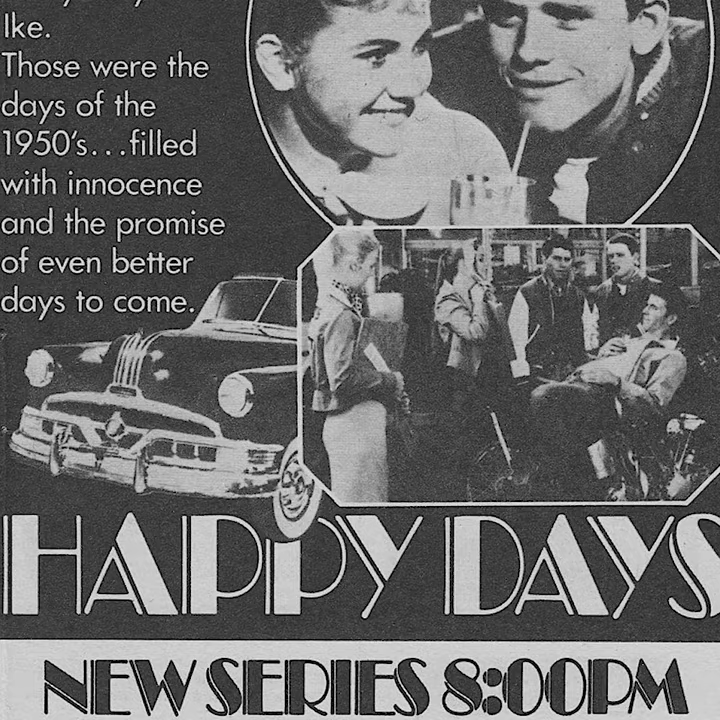 Ike.
Those were the
days of the
1950's...filled
with innocence
and the promise
of even better
days to come.
HAPPY DAYS
NEW SERIES 8:00PM